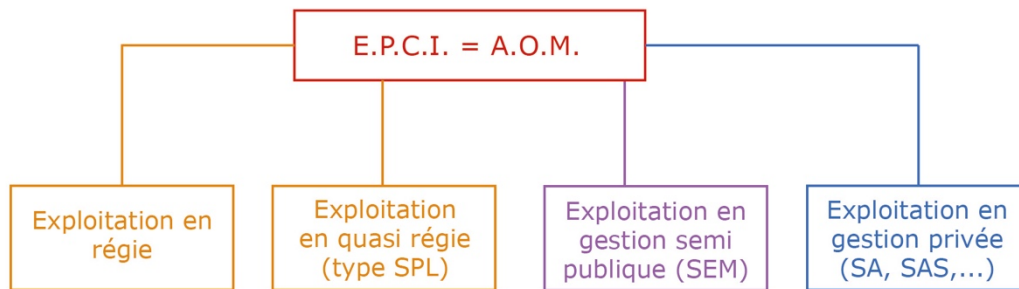 E.P.C.I. = A.O.M.
Exploitation en
régie
Exploitation
en quasi régie
(type SPL)
Exploitation en
gestion semi
publique (SEM)
Exploitation en
gestion privée
(SA, SAS,...)